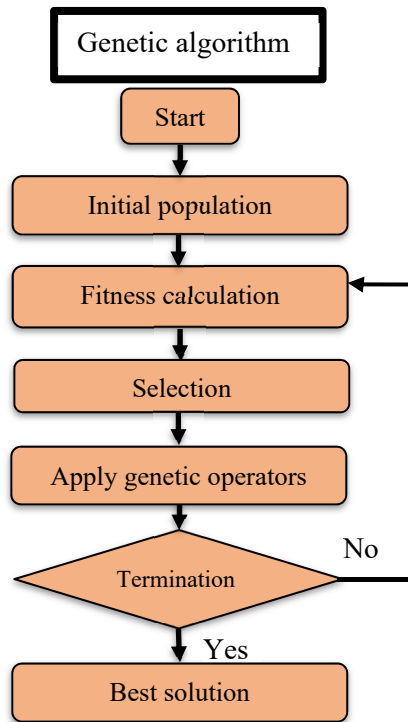 Genetic algorithm
Start
Initial population
Fitness calculation
Selection
Apply genetic operators
Termination
No
Yes
Best solution